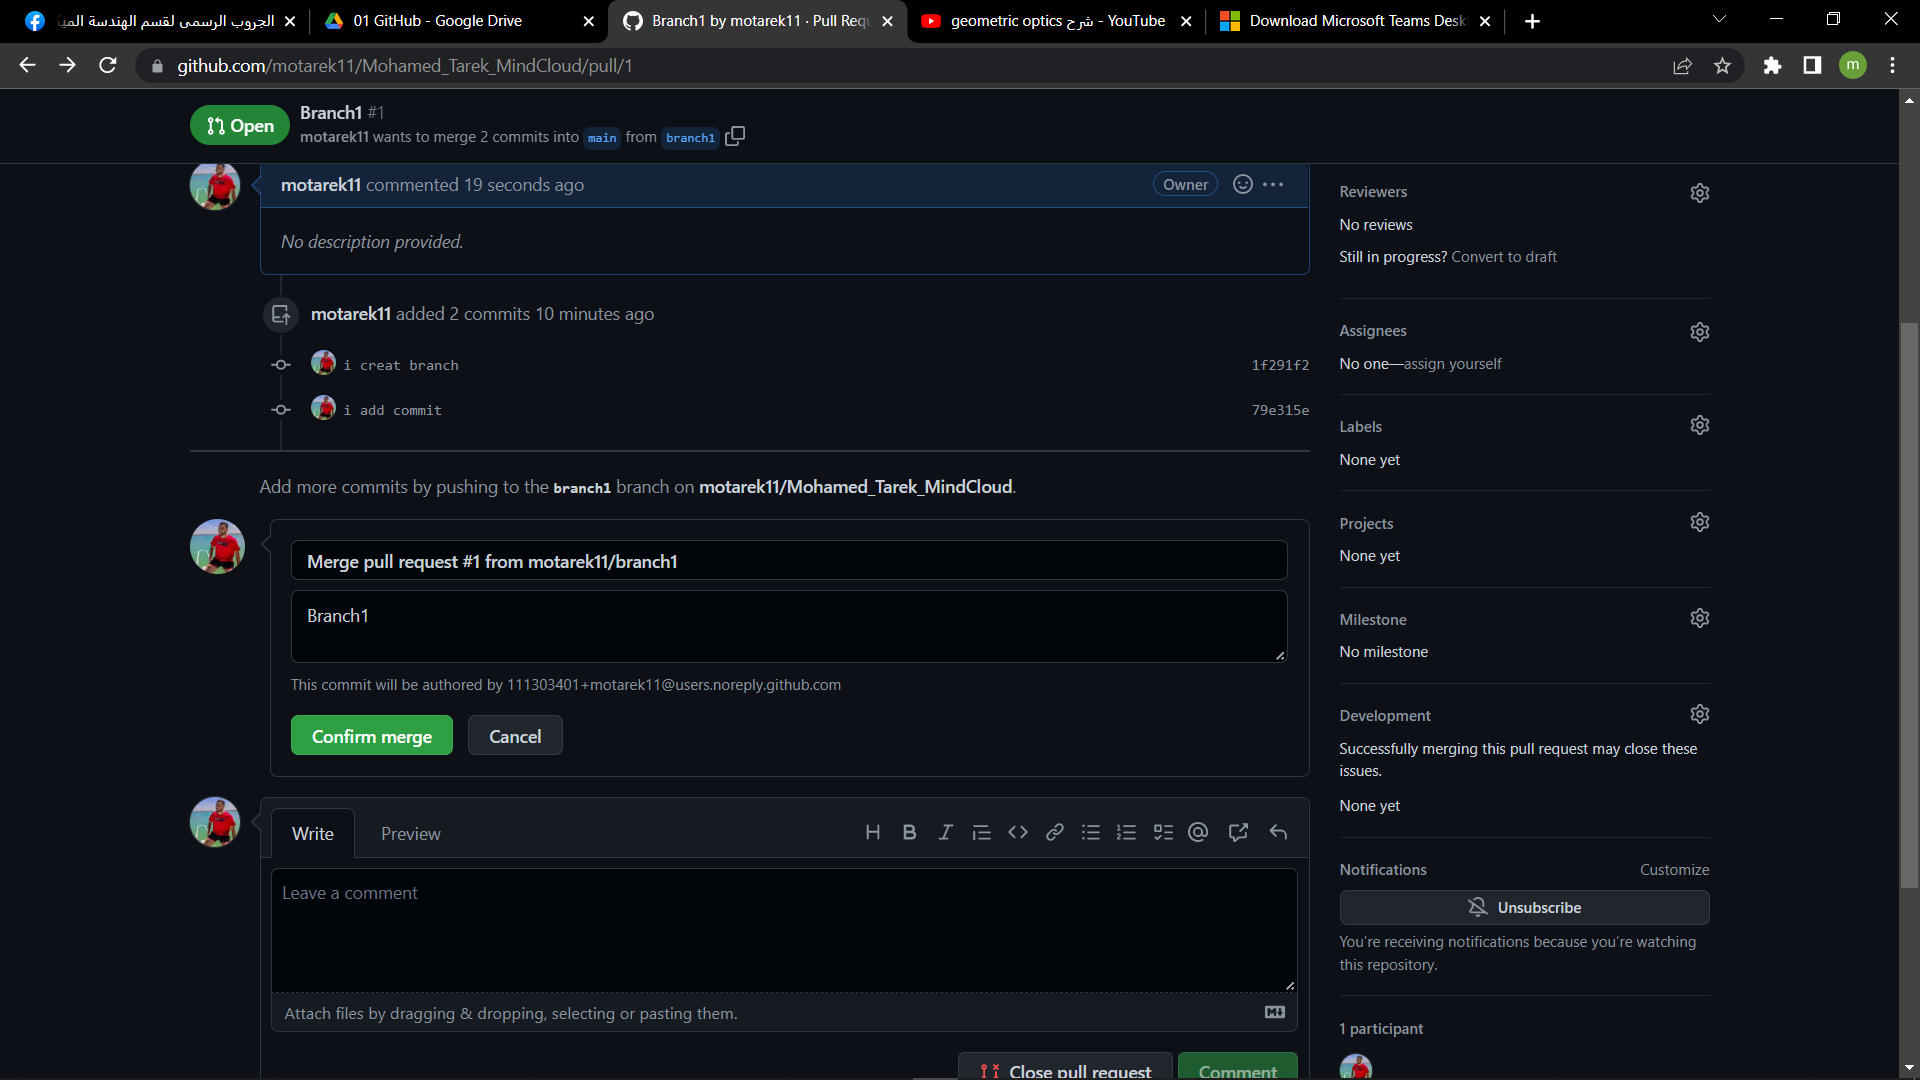 الجروب الرسمى لقسم الهندسة الميك
01 GitHub - Google Drive
Branch1 by motarek11 · Pull Requ
geometric optics شرح - YouTube
Download Microsoft Teams Desk
github.com/motarek11/Mohamed_Tarek_MindCloud/pull/1
m
Open
Branch1 #1
motarek11 wants to merge 2 commits into main from branch1
motarek11 commented 19 seconds ago
Owner
No description provided.
motarek11 added 2 commits 10 minutes ago
i creat branch
1f291f2
i add commit
79e315e
Add more commits by pushing to the branch1 branch on motarek11/Mohamed_Tarek_MindCloud.
Merge pull request #1 from motarek11/branch1
Branch1
This commit will be authored by 111303401+motarek11@users.noreply.github.com
Confirm merge
Cancel
Write
Preview
Leave a comment
Attach files by dragging & dropping, selecting or pasting them.
Close pull request
Comment
Reviewers
No reviews
Still in progress? Convert to draft
Assignees
No one—assign yourself
Labels
None yet
Projects
None yet
Milestone
No milestone
Development
Successfully merging this pull request may close these
issues.
None yet
Notifications
Customize
Unsubscribe
You're receiving notifications because you're watching
this repository.
1 participant